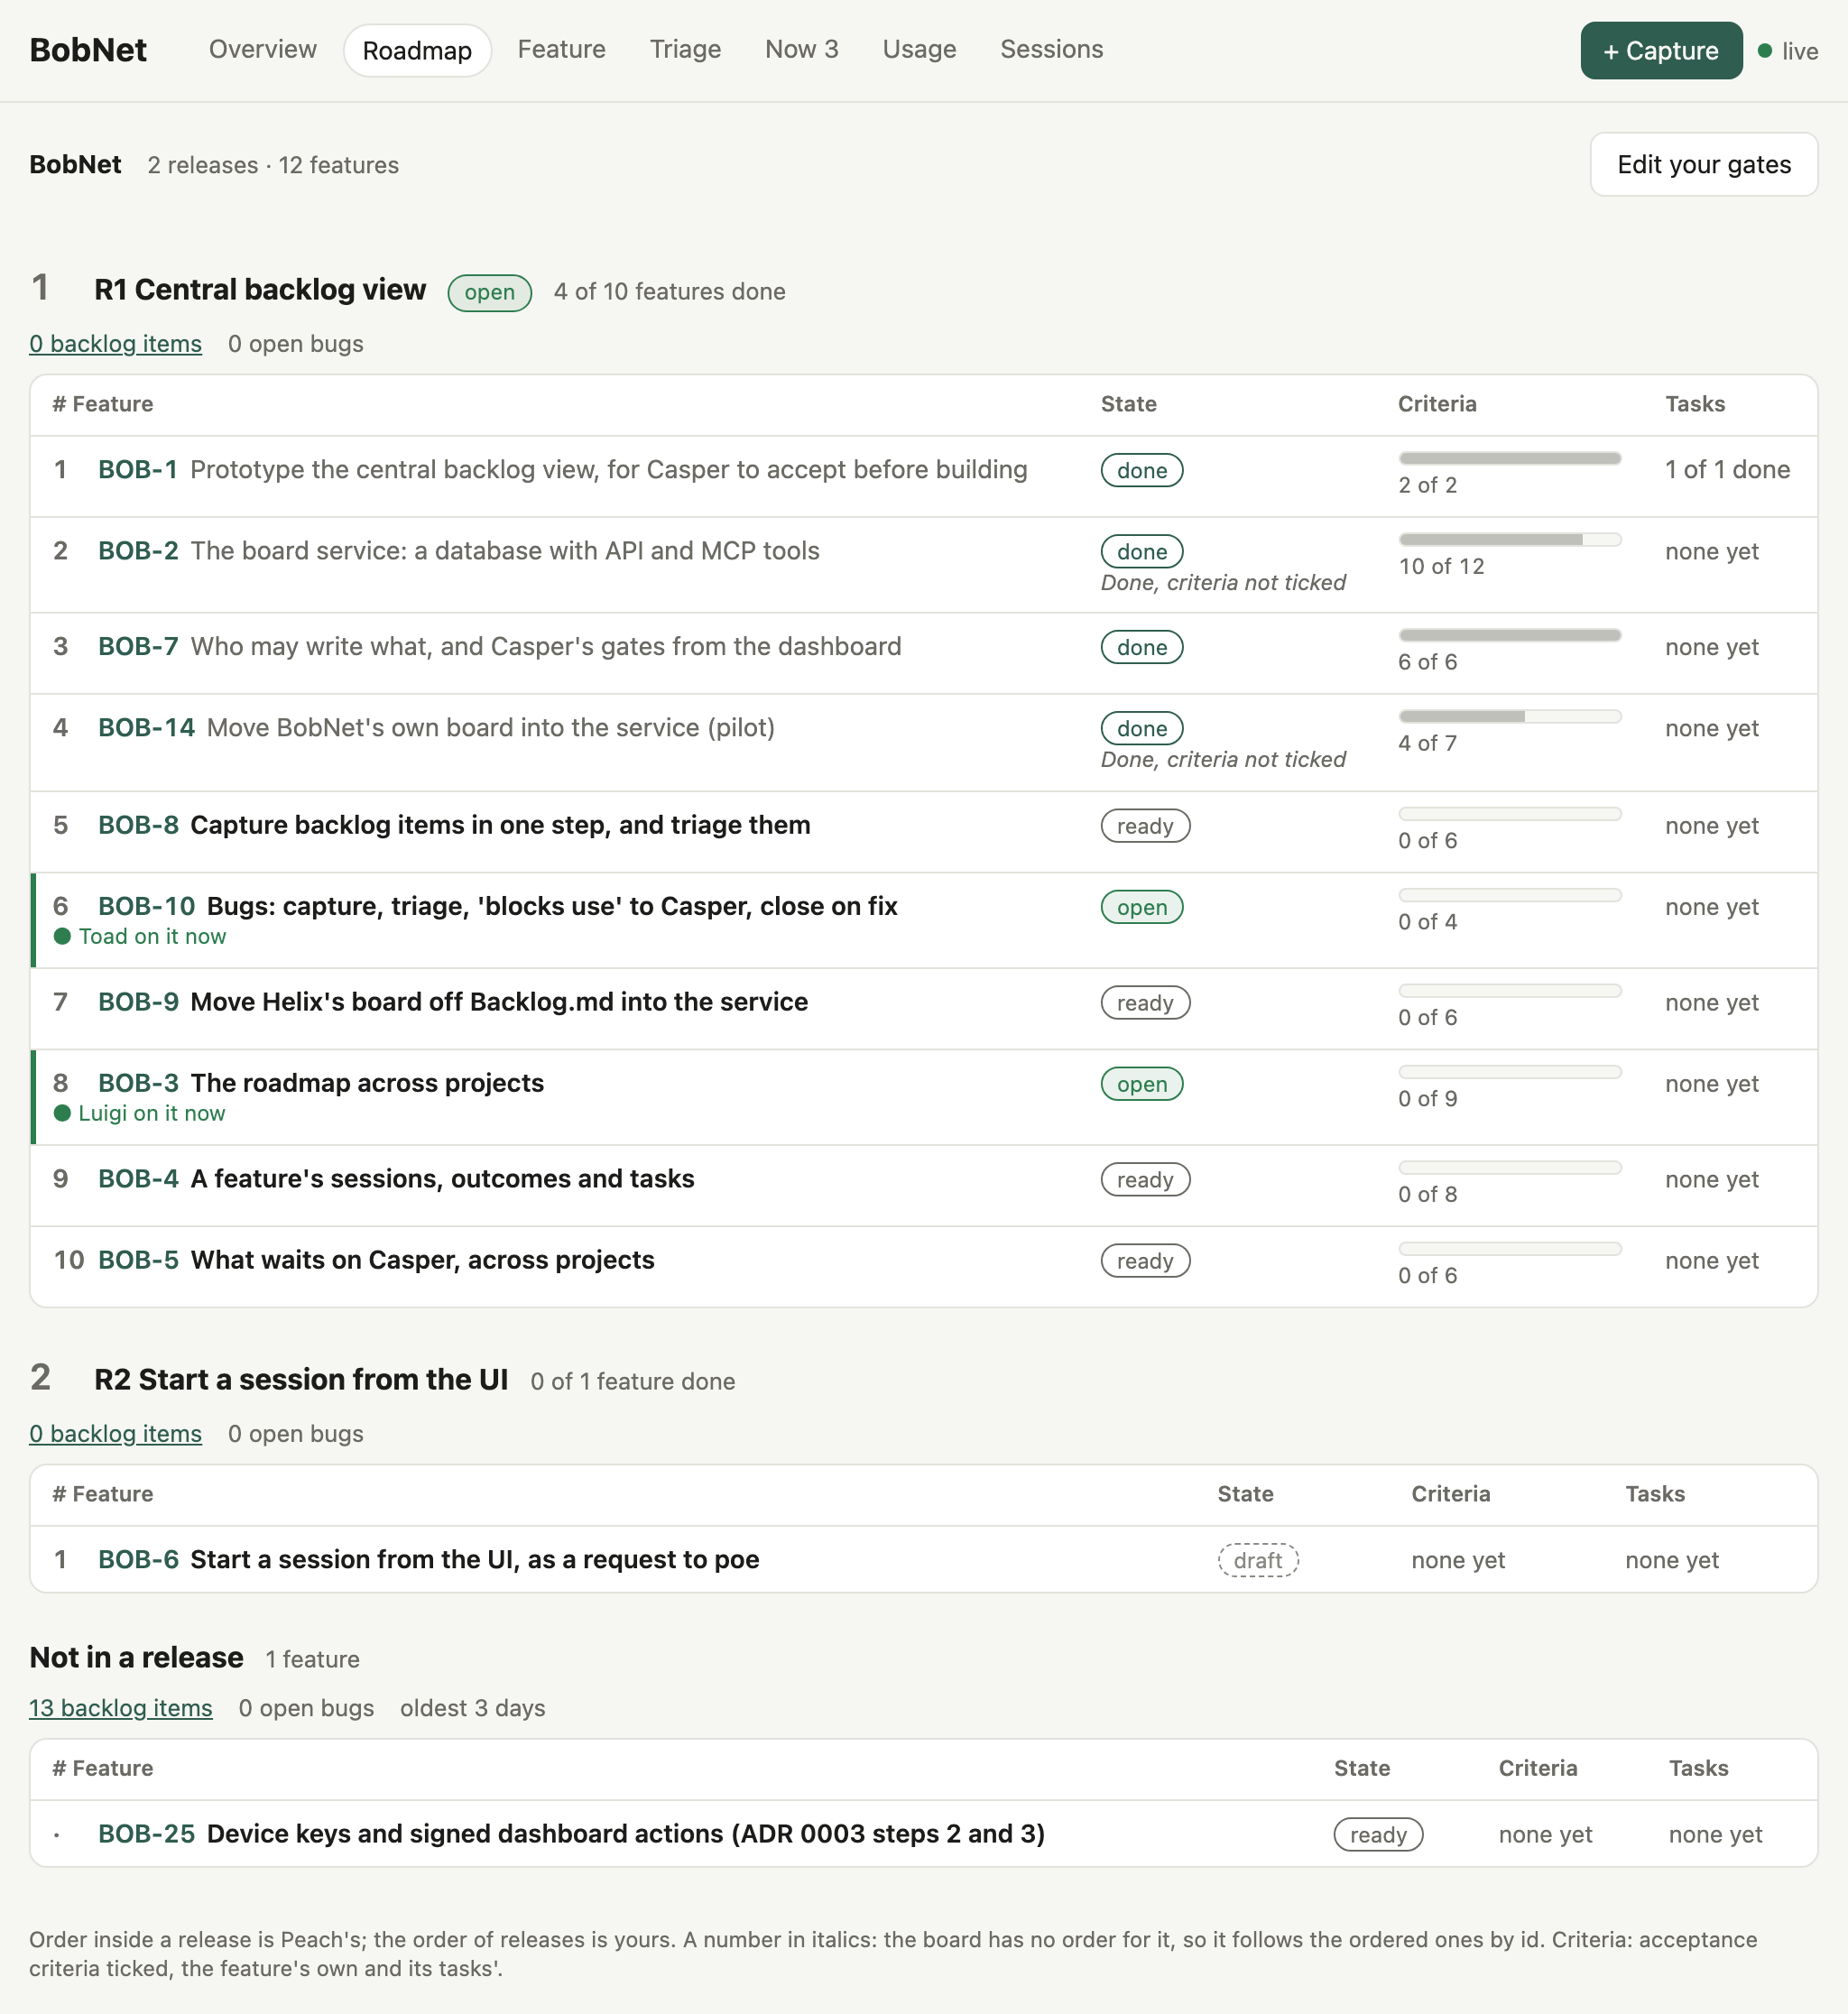 BobNet Overview Roadmap Feature Triage Now 3 Usage Sessions + Capture live
BobNet 2 releases · 12 features Edit your gates
1 R1 Central backlog view open 4 of 10 features done
0 backlog items 0 open bugs
# Feature State Criteria Tasks
1 BOB-1 Prototype the central backlog view, for Casper to accept before building done 2 of 2 1 of 1 done
2 BOB-2 The board service: a database with API and MCP tools done 10 of 12 none yet
Done, criteria not ticked
3 BOB-7 Who may write what, and Casper's gates from the dashboard done 6 of 6 none yet
4 BOB-14 Move BobNet's own board into the service (pilot) done 4 of 7 none yet
Done, criteria not ticked
5 BOB-8 Capture backlog items in one step, and triage them ready 0 of 6 none yet
6 BOB-10 Bugs: capture, triage, 'blocks use' to Casper, close on fix open 0 of 4 none yet
Toad on it now
7 BOB-9 Move Helix's board off Backlog.md into the service ready 0 of 6 none yet
8 BOB-3 The roadmap across projects open 0 of 9 none yet
Luigi on it now
9 BOB-4 A feature's sessions, outcomes and tasks ready 0 of 8 none yet
10 BOB-5 What waits on Casper, across projects ready 0 of 6 none yet
2 R2 Start a session from the UI 0 of 1 feature done
0 backlog items 0 open bugs
# Feature State Criteria Tasks
1 BOB-6 Start a session from the UI, as a request to poe draft none yet none yet
Not in a release 1 feature
13 backlog items 0 open bugs oldest 3 days
# Feature State Criteria Tasks
· BOB-25 Device keys and signed dashboard actions (ADR 0003 steps 2 and 3) ready none yet none yet
Order inside a release is Peach's; the order of releases is yours. A number in italics: the board has no order for it, so it follows the ordered ones by id. Criteria: acceptance
criteria ticked, the feature's own and its tasks'.